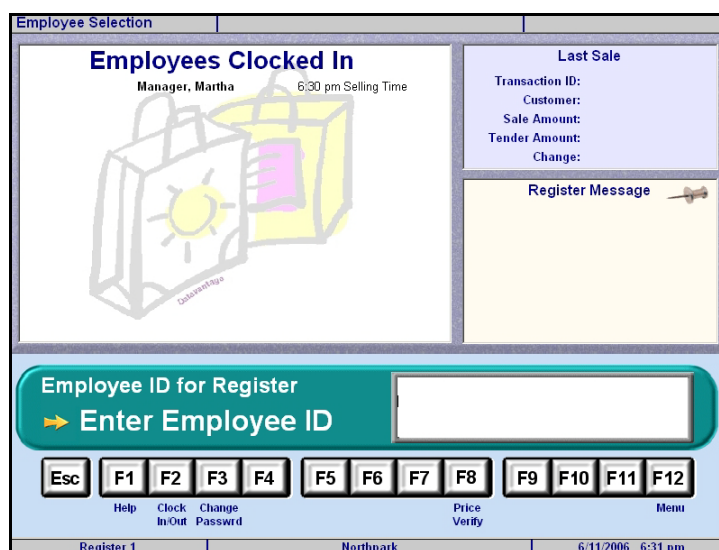 Employee Selection
Employees Clocked In
Manager, Martha 6:30 pm Selling Time
Datavantage
Last Sale
Transaction ID:
Customer:
Sale Amount:
Tender Amount:
Change:
Register Message
Employee ID for Register
Enter Employee ID
Esc F1 F2 F3 F4 F5 F6 F7 F8 F9 F10 F11 F12
Help Clock Change Price Menu
In/Out Passwrd Verify
Register 1 Northpark 6/11/2006 6:31 pm